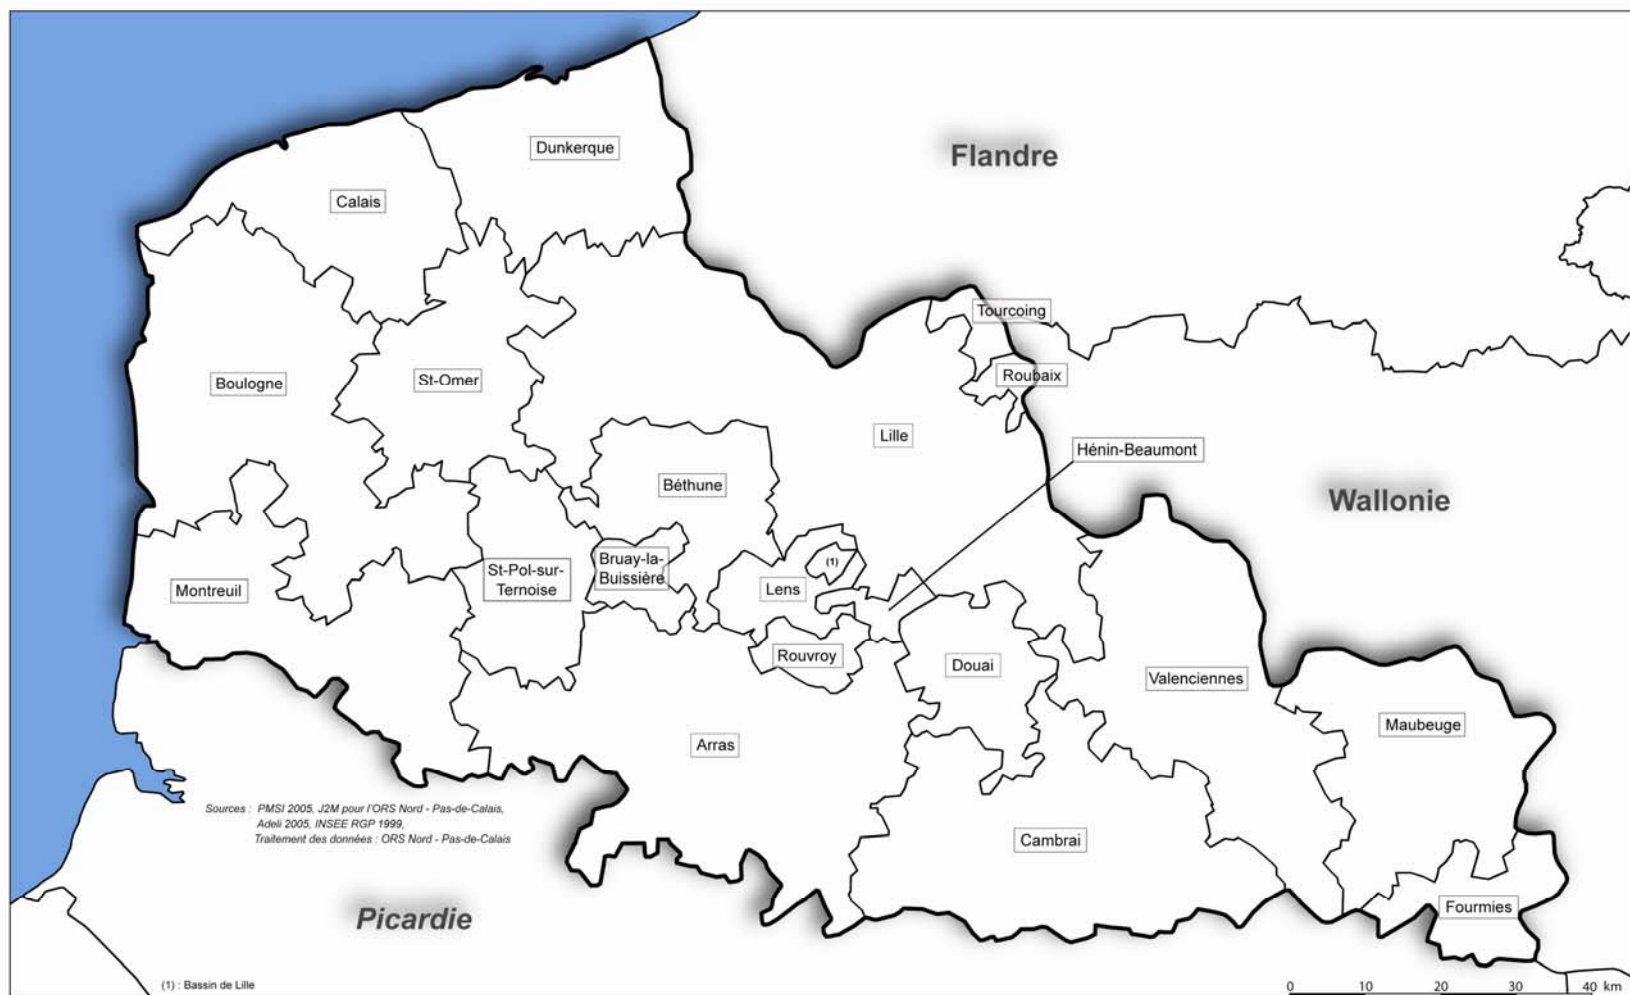 Dunkerque
Flandre
Calais
Tourcoing
Roubaix
Boulogne
St-Omer
Lille
Hénin-Beaumont
Béthune
Wallonie
Bruay-la-
Buissière
(1)
St-Pol-sur-
Ternoise
Montreuil
Lens
Rouvroy
Douai
Valenciennes
Maubeuge
Arras
Sources : PMSI 2005, J2M pour l'ORS Nord - Pas-de-Calais,
Adeli 2005, INSEE RGP 1999,
Traitement des données : ORS Nord - Pas-de-Calais
Cambrai
Fourmies
Picardie
(1) : Bassin de Lille
0 10 20 30 40 km